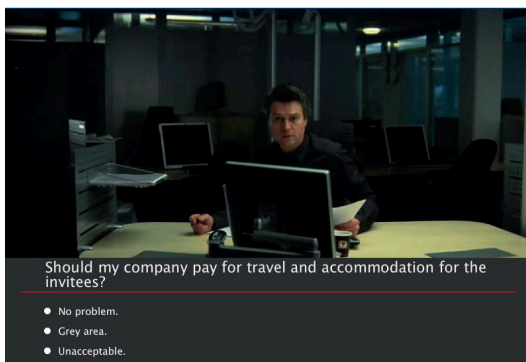 Should my company pay for travel and accommodation for the
invitees?
No problem.
Grey area.
Unacceptable.